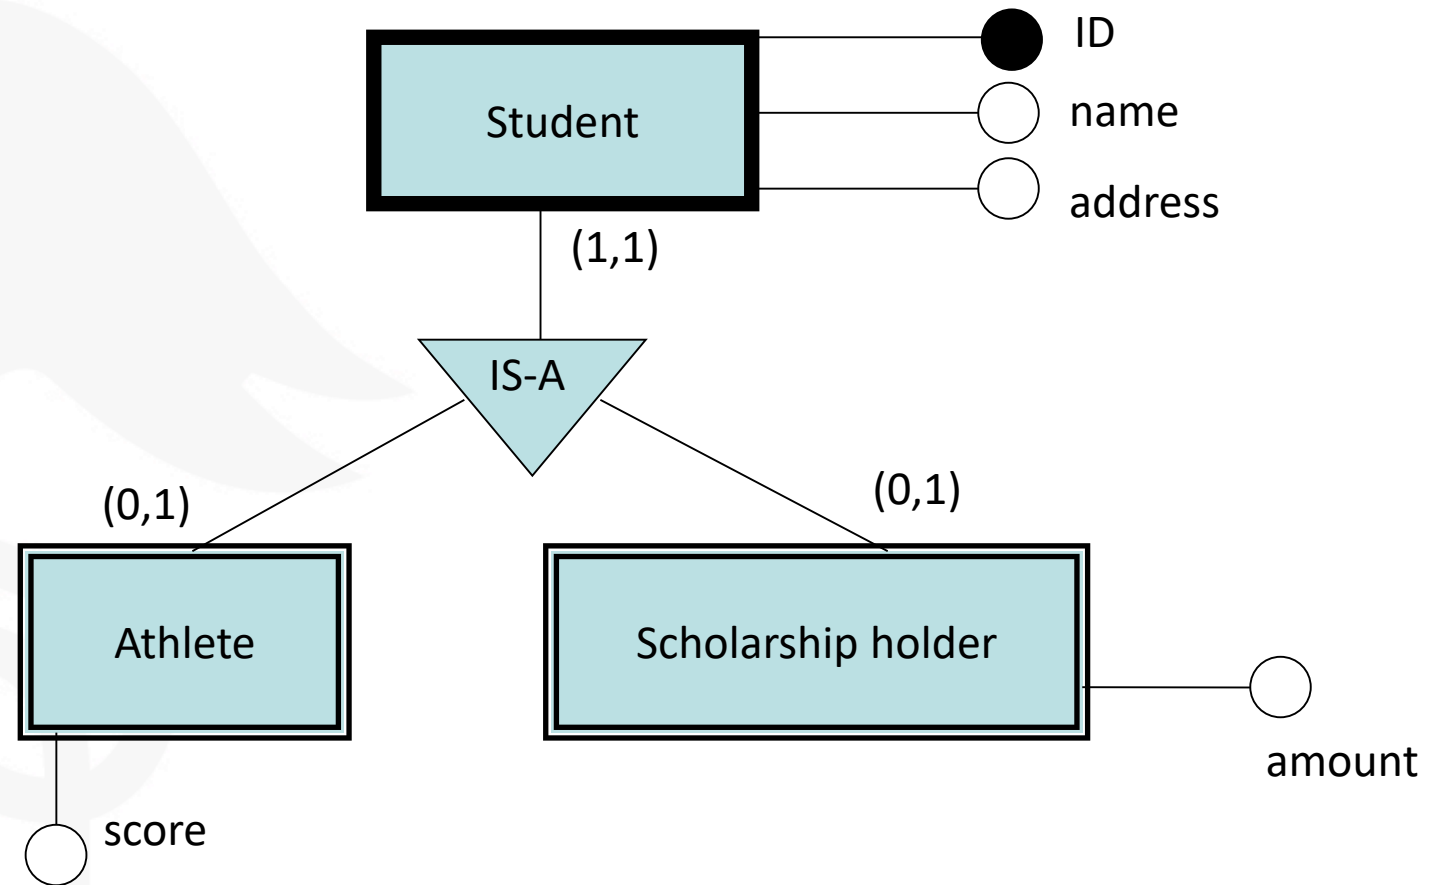 ID
Student
name
address
(1,1)
IS-A
(0,1)
(0,1)
Athlete
Scholarship holder
amount
score